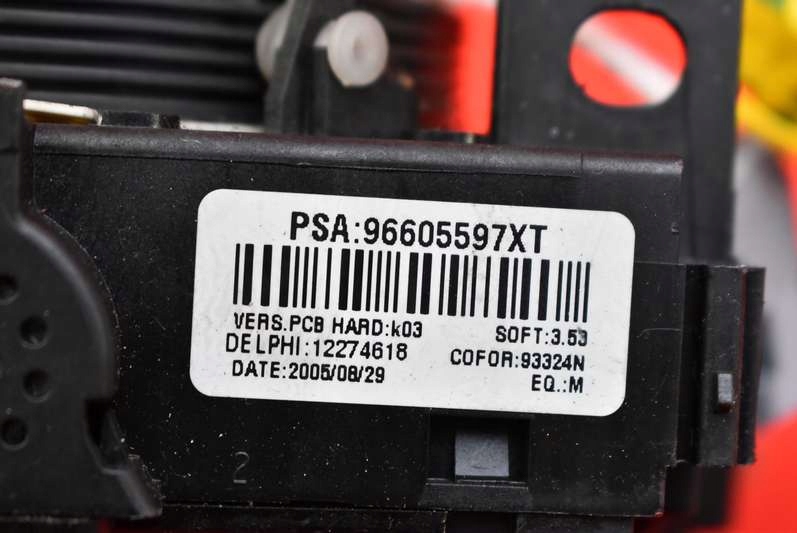 PSA:96605597XT
VERS.PCB HARD:k03
SOFT:3.53
DELPHI:12274618
COFOR:93324N
DATE:2005/08/29
EQ.:M
2